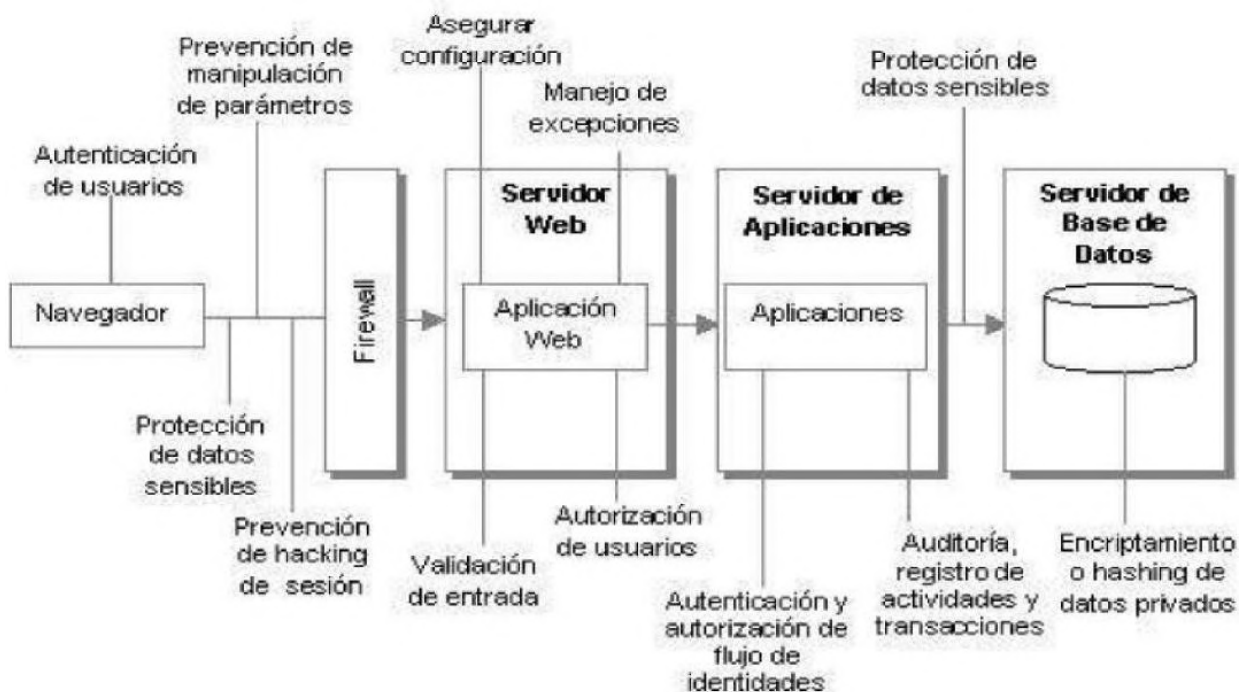 Asegurar
configuración
Prevención de
manipulación
de parámetros
Protección de
datos sensibles
Manejo de
excepciones
Autenticación
de usuarios
Servidor
Web
Servidor de
Aplicaciones
Servidor de
Base de
Datos
Navegador
Firewall
Aplicación
Web
Aplicaciones
Protección
de datos
sensibles
Prevención
de hacking
de sesión
Validación
de entrada
Autorización
de usuarios
Autenticación y
autorización de
flujo de
identidades
Auditoría,
registro de
actividades y
transacciones
Encriptamiento
o hashing de
datos privados